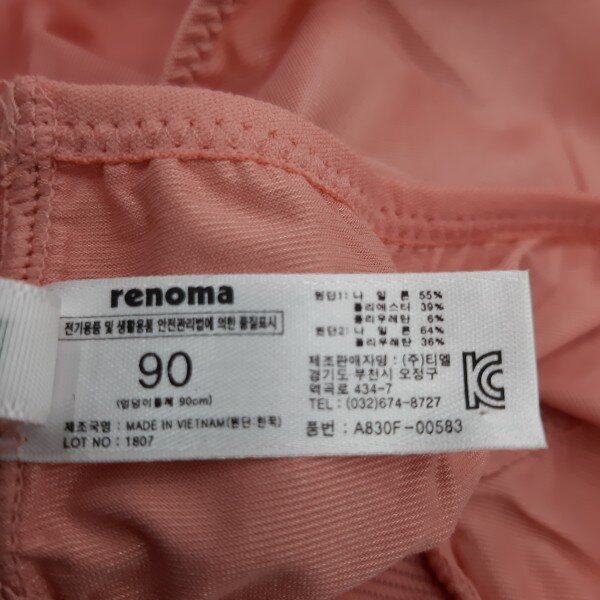 renoma
전기용품 및 생활용품 안전관리법에 의한 품질표시
90
(엉덩이둘레 90cm)
제조국명 : MADE IN VIETNAM(원단:한국)
LOT NO : 1807
원단1: 나 일 론 55%
폴리에스터 39%
폴리우레탄 6%
원단2: 나 일 론 64%
폴리우레탄 36%
제조판매자명 : (주)티엘
경기도 부천시 오정구
역곡로 434-7
TEL : (032)674-8727
품번 : A830F-00583